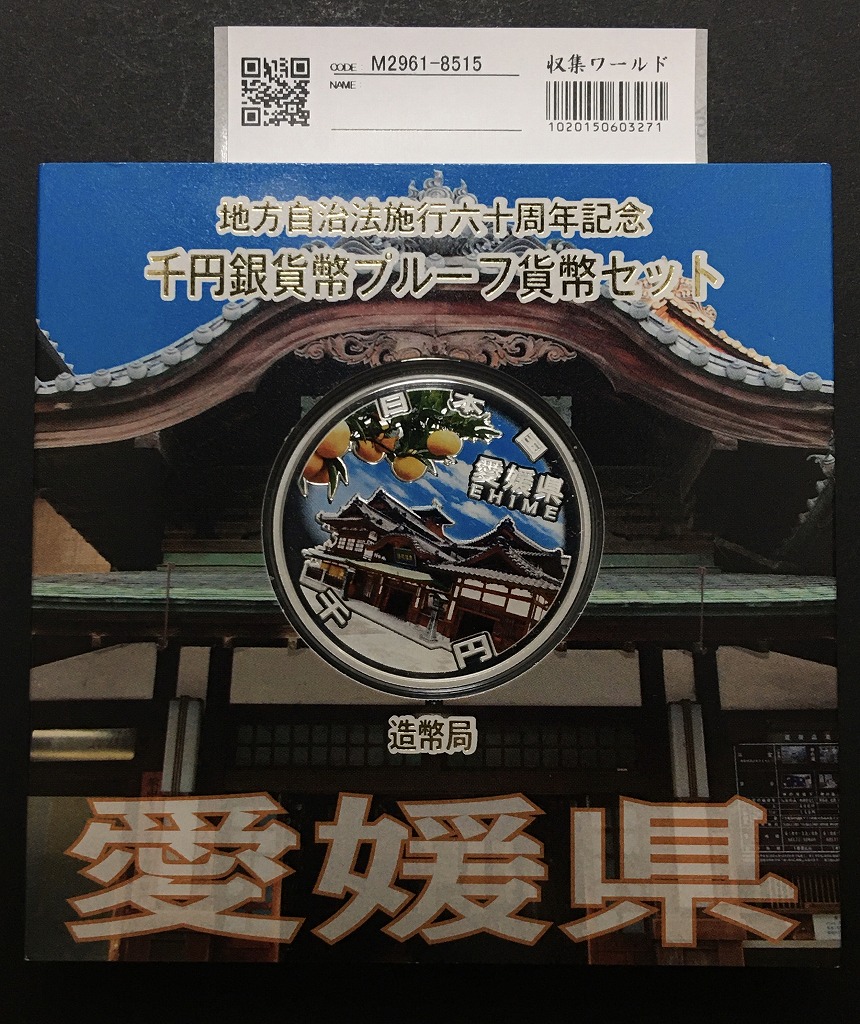 CODE M2961-8515
NAME
収集ワールド
1020150603271
地方自治法施行六十周年記念
千円銀貨幣プルーフ貨幣セット
日本国
愛媛県
EHIME
千円
造幣局
愛媛県